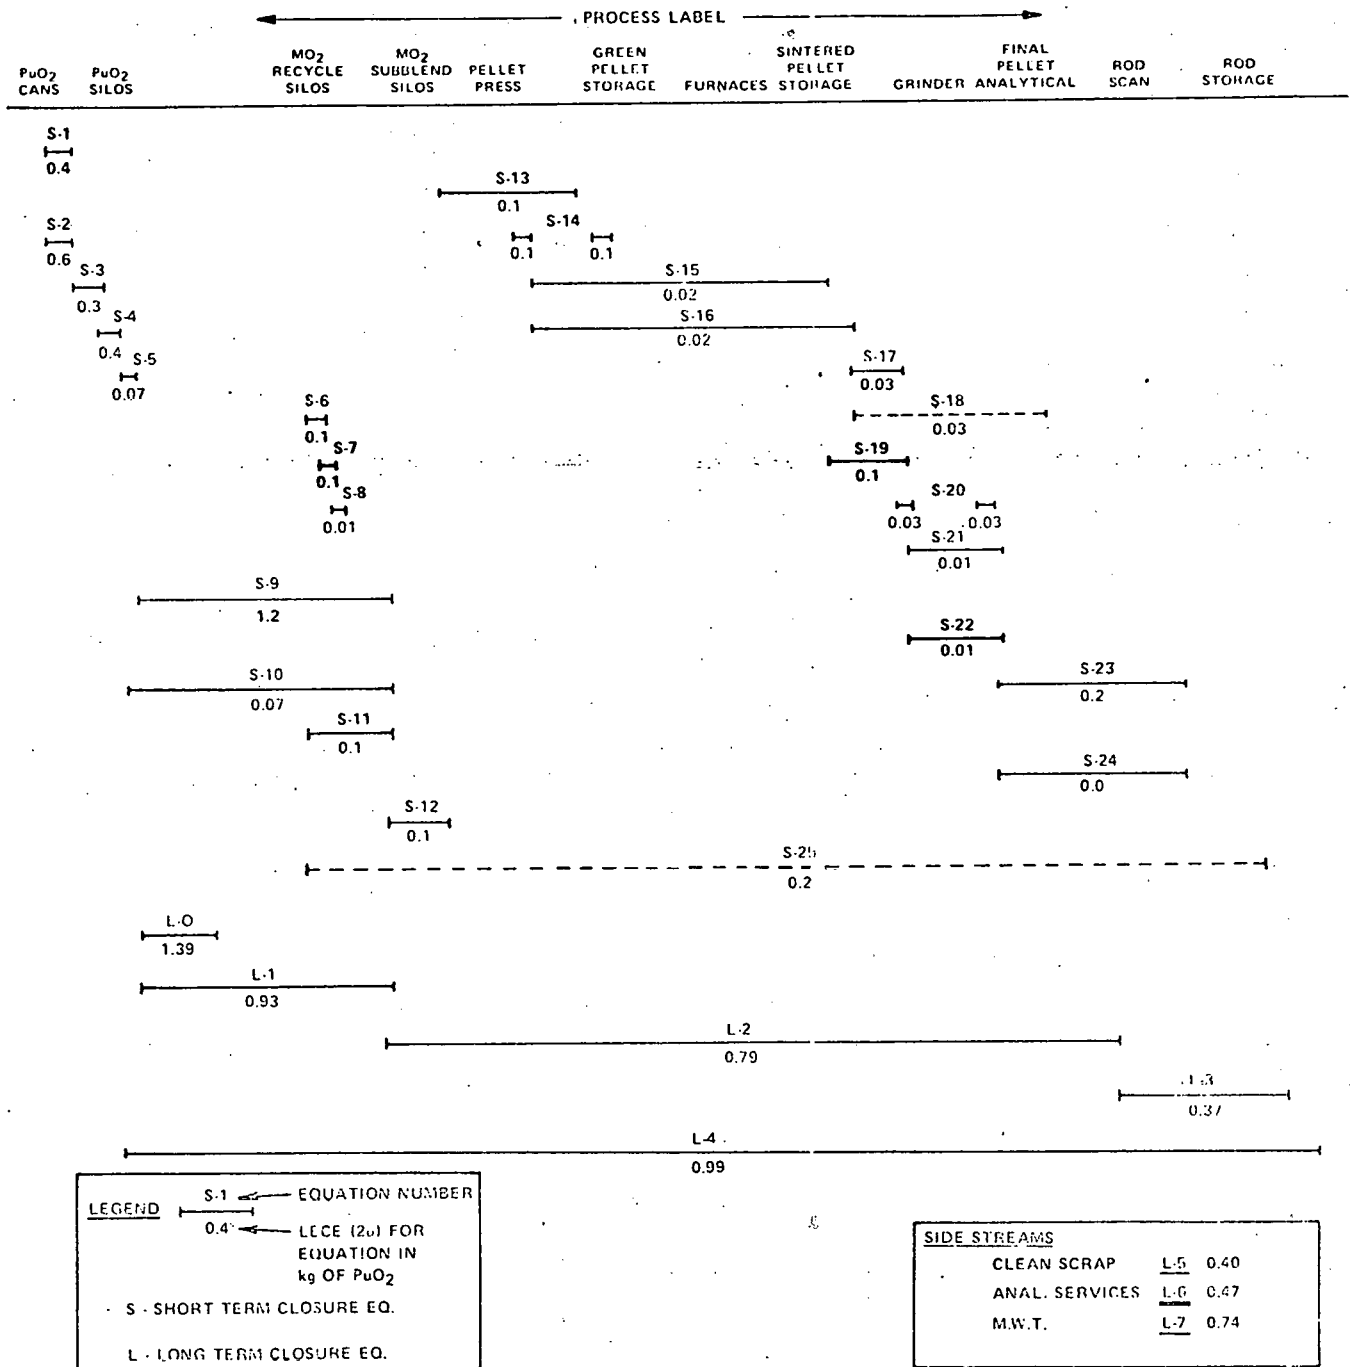 PROCESS LABEL
PuO2 CANS
PuO2 SILOS
MO2 RECYCLE SILOS
MO2 SUBBLEND SILOS
PELLET PRESS
GREEN PELLET STORAGE
FURNACES
SINTERED PELLET STORAGE
GRINDER
FINAL PELLET ANALYTICAL
ROD SCAN
ROD STORAGE
S-1
0.4
S-13
0.1
S-2
0.6
S-14
0.1 0.1
S-3
0.3
S-15
0.02
S-4
0.4
S-16
0.02
S-5
0.07
S-17
0.03
S-6
0.1
S-18
0.03
S-7
0.1
S-19
0.1
S-8
0.01
S-20
0.03 0.03
S-21
0.01
S-9
1.2
S-22
0.01
S-10
0.07
S-23
0.2
S-11
0.1
S-24
0.0
S-12
0.1
0.2
L-O
1.39
L-1
0.93
L-2
0.79
0.37
L-4
0.99
LEGEND
S-1 EQUATION NUMBER
0.4 LECE (2σ) FOR
EQUATION IN
kg OF PuO2
S - SHORT TERM CLOSURE EQ.
L - LONG TERM CLOSURE EQ.
SIDE STREAMS
CLEAN SCRAP L-5 0.40
ANAL. SERVICES L-6 0.47
M.W.T. L-7 0.74